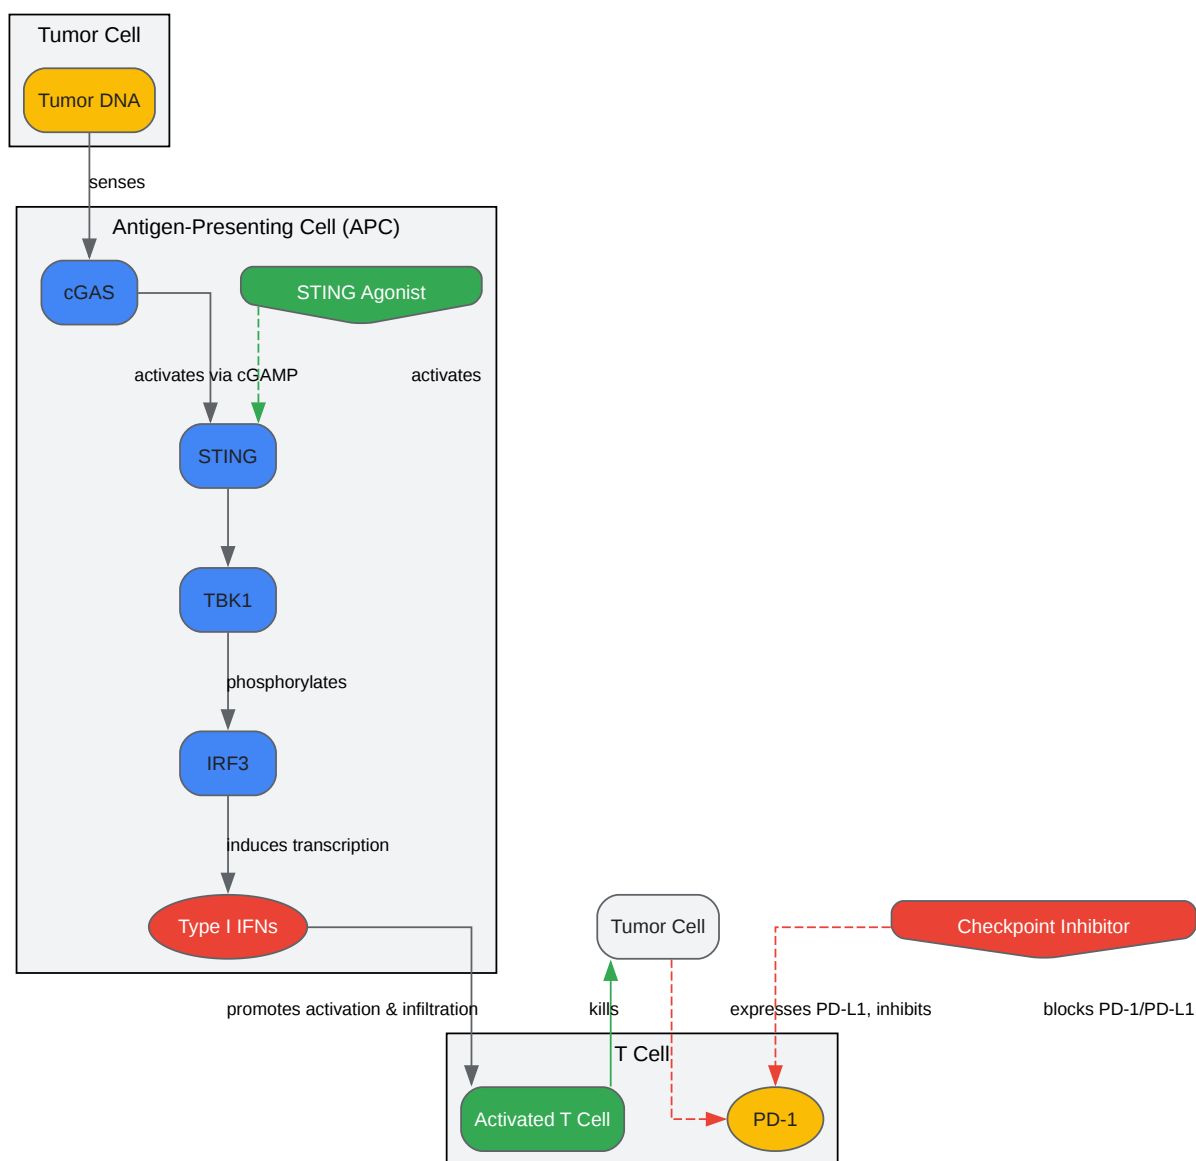 Tumor Cell
Tumor DNA
senses
Antigen-Presenting Cell (APC)
cGAS
STING Agonist
activates via cGAMP
activates
STING
TBK1
phosphorylates
IRF3
induces transcription
Type I IFNs
Tumor Cell
Checkpoint Inhibitor
promotes activation & infiltration
kills
expresses PD-L1, inhibits
blocks PD-1/PD-L1
T Cell
Activated T Cell
PD-1